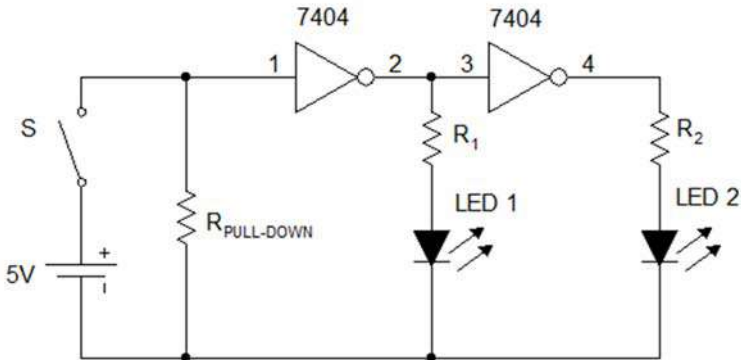 7404 7404
1 2 3 4
S
R1 R2
LED 1 LED 2
RPULL-DOWN
+
5V
-